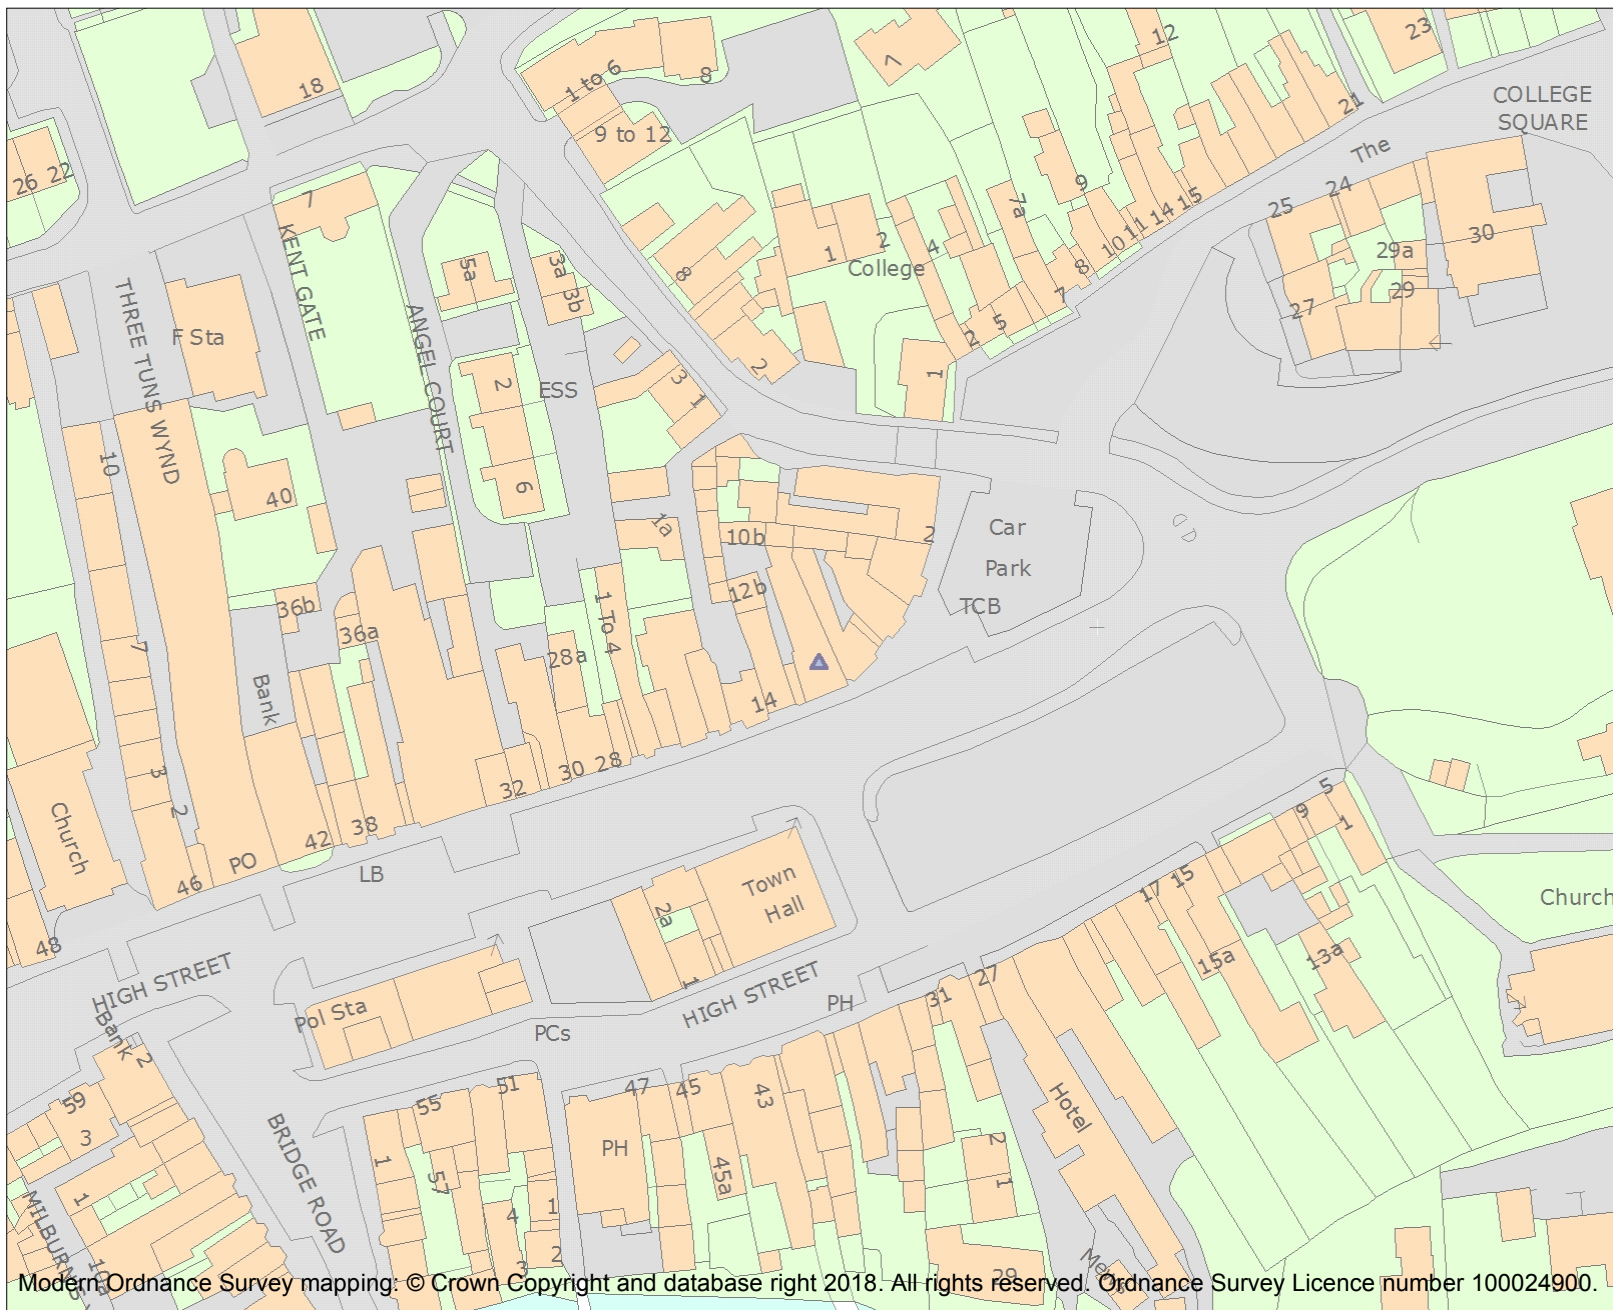 18
1 to 6
8
7
12
23
COLLEGE
SQUARE
21
9 to 12
The
26
22
7
9
7a
15
14
11
10
8
25
24
30
29a
29
27
KENT GATE
5a
3a
3b
8
1
2
4
College
7
5
2
THREE TUNS WYND
F Sta
ANGEL COURT
2
ESS
3
1
2
1
10
40
6
1a
10b
2
Car
Park
TCB
12b
36b
36a
1 To 4
28a
7
Bank
14
3
2
32
30
28
Church
42
38
46
PO
LB
5
9
1
48
Town
Hall
2a
1
17
15
Church
15a
13a
HIGH STREET
HIGH STREET
Bank
2
Pol Sta
PCs
PH
31
27
59
3
55
51
47
45
43
Hotel
BRIDGE ROAD
1
57
PH
45a
2
1
1
4
1
2
3
MILBURNS
10a
29
Mews
Modern Ordnance Survey mapping: © Crown Copyright and database right 2018. All rights reserved. Ordnance Survey Licence number 100024900.